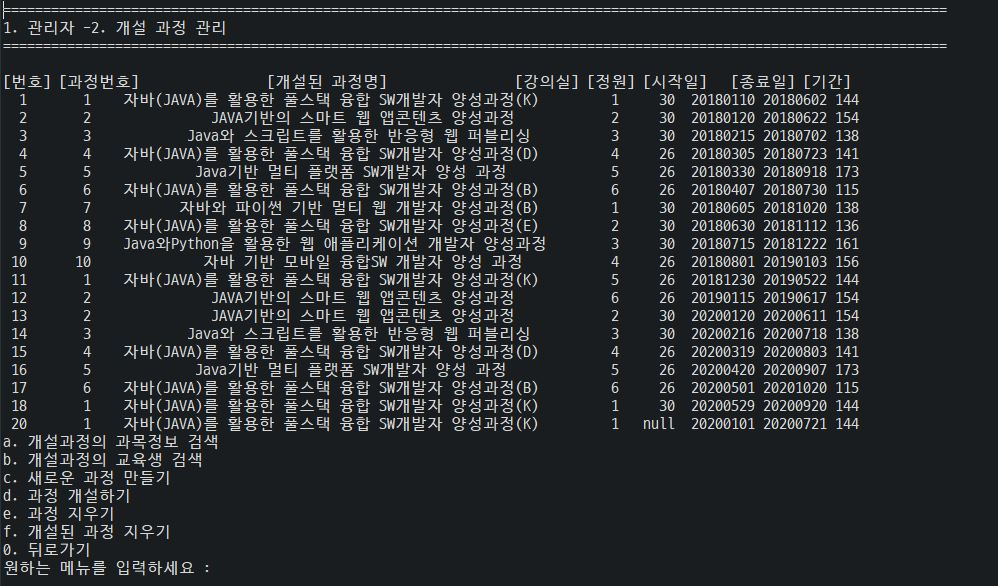 ======================================================================================================================
1. 관리자 -2. 개설 과정 관리
======================================================================================================================
[번호] [과정번호] [개설된 과정명] [강의실] [정원] [시작일] [종료일] [기간]
1 1 자바(JAVA)를 활용한 풀스택 융합 SW개발자 양성과정(K) 1 30 20180110 20180602 144
2 2 JAVA기반의 스마트 웹 앱콘텐츠 양성과정 2 30 20180120 20180622 154
3 3 Java와 스크립트를 활용한 반응형 웹 퍼블리싱 3 30 20180215 20180702 138
4 4 자바(JAVA)를 활용한 풀스택 융합 SW개발자 양성과정(D) 4 26 20180305 20180723 141
5 5 Java기반 멀티 플랫폼 SW개발자 양성 과정 5 26 20180330 20180918 173
6 6 자바(JAVA)를 활용한 풀스택 융합 SW개발자 양성과정(B) 6 26 20180407 20180730 115
7 7 자바와 파이썬 기반 멀티 웹 개발자 양성과정(B) 1 30 20180605 20181020 138
8 8 자바(JAVA)를 활용한 풀스택 융합 SW개발자 양성과정(E) 2 30 20180630 20181112 136
9 9 Java와Python을 활용한 웹 애플리케이션 개발자 양성과정 3 30 20180715 20181222 161
10 10 자바 기반 모바일 융합SW 개발자 양성 과정 4 26 20180801 20190103 156
11 1 자바(JAVA)를 활용한 풀스택 융합 SW개발자 양성과정(K) 5 26 20181230 20190522 144
12 2 JAVA기반의 스마트 웹 앱콘텐츠 양성과정 6 26 20190115 20190617 154
13 2 JAVA기반의 스마트 웹 앱콘텐츠 양성과정 2 30 20200120 20200611 154
14 3 Java와 스크립트를 활용한 반응형 웹 퍼블리싱 3 30 20200216 20200718 138
15 4 자바(JAVA)를 활용한 풀스택 융합 SW개발자 양성과정(D) 4 26 20200319 20200803 141
16 5 Java기반 멀티 플랫폼 SW개발자 양성 과정 5 26 20200420 20200907 173
17 6 자바(JAVA)를 활용한 풀스택 융합 SW개발자 양성과정(B) 6 26 20200501 20201020 115
18 1 자바(JAVA)를 활용한 풀스택 융합 SW개발자 양성과정(K) 1 30 20200529 20200920 144
20 1 자바(JAVA)를 활용한 풀스택 융합 SW개발자 양성과정(K) 1 null 20200101 20200721 144
a. 개설과정의 과목정보 검색
b. 개설과정의 교육생 검색
c. 새로운 과정 만들기
d. 과정 개설하기
e. 과정 지우기
f. 개설된 과정 지우기
0. 뒤로가기
원하는 메뉴를 입력하세요 :